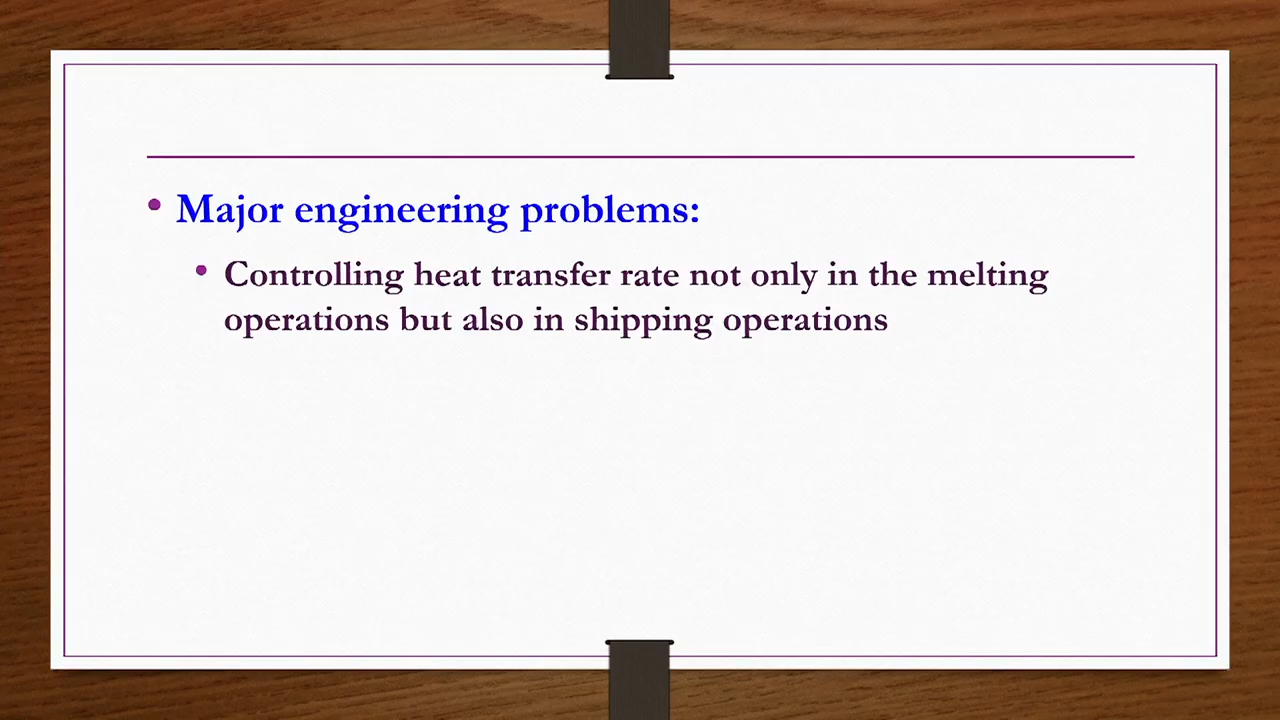 • Major engineering problems:
• Controlling heat transfer rate not only in the melting
operations but also in shipping operations